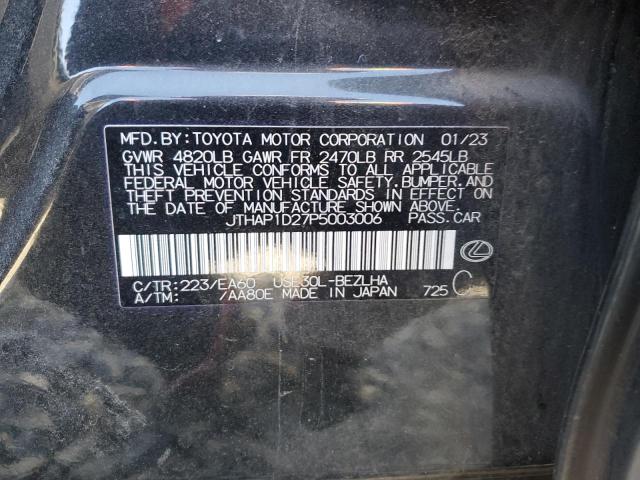 MFD.BY:TOYOTA MOTOR CORPORATION 01/23
GVWR 4820LB GAWR FR 2470LB RR 2545LB
THIS VEHICLE CONFORMS TO ALL APPLICABLE
FEDERAL MOTOR VEHICLE SAFETY,BUMPER,AND
THEFT PREVENTION STANDARDS IN EFFECT ON
THE DATE OF MANUFACTURE SHOWN ABOVE.
JTHAP1D27P5003006 PASS.CAR
C/TR:223/EA60 USE30L-BEZLHA
A/TM: /AA80E MADE IN JAPAN 725 C